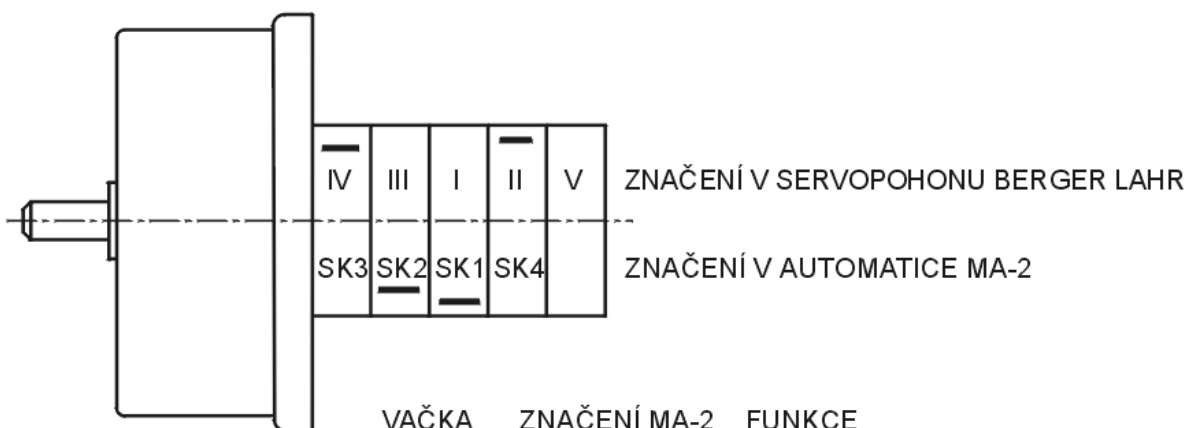 IV III I II V ZNAČENÍ V SERVOPOHONU BERGER LAHR
SK3 SK2 SK1 SK4 ZNAČENÍ V AUTOMATICE MA-2
VAČKA ZNAČENÍ MA-2 FUNKCE